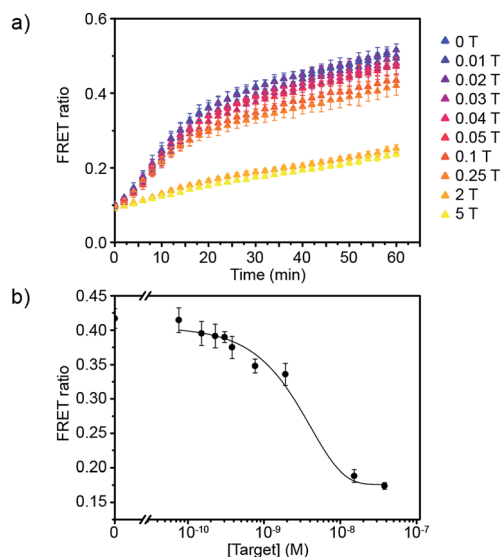 a)
0.6
0.4
0.2
0.0
FRET ratio
0 10 20 30 40 50 60
Time (min)
0 T
0.01 T
0.02 T
0.03 T
0.04 T
0.05 T
0.1 T
0.25 T
2 T
5 T
b)
0.45
0.40
0.35
0.30
0.25
0.20
0.15
FRET ratio
0 10⁻¹⁰ 10⁻⁹ 10⁻⁸ 10⁻⁷
[Target] (M)